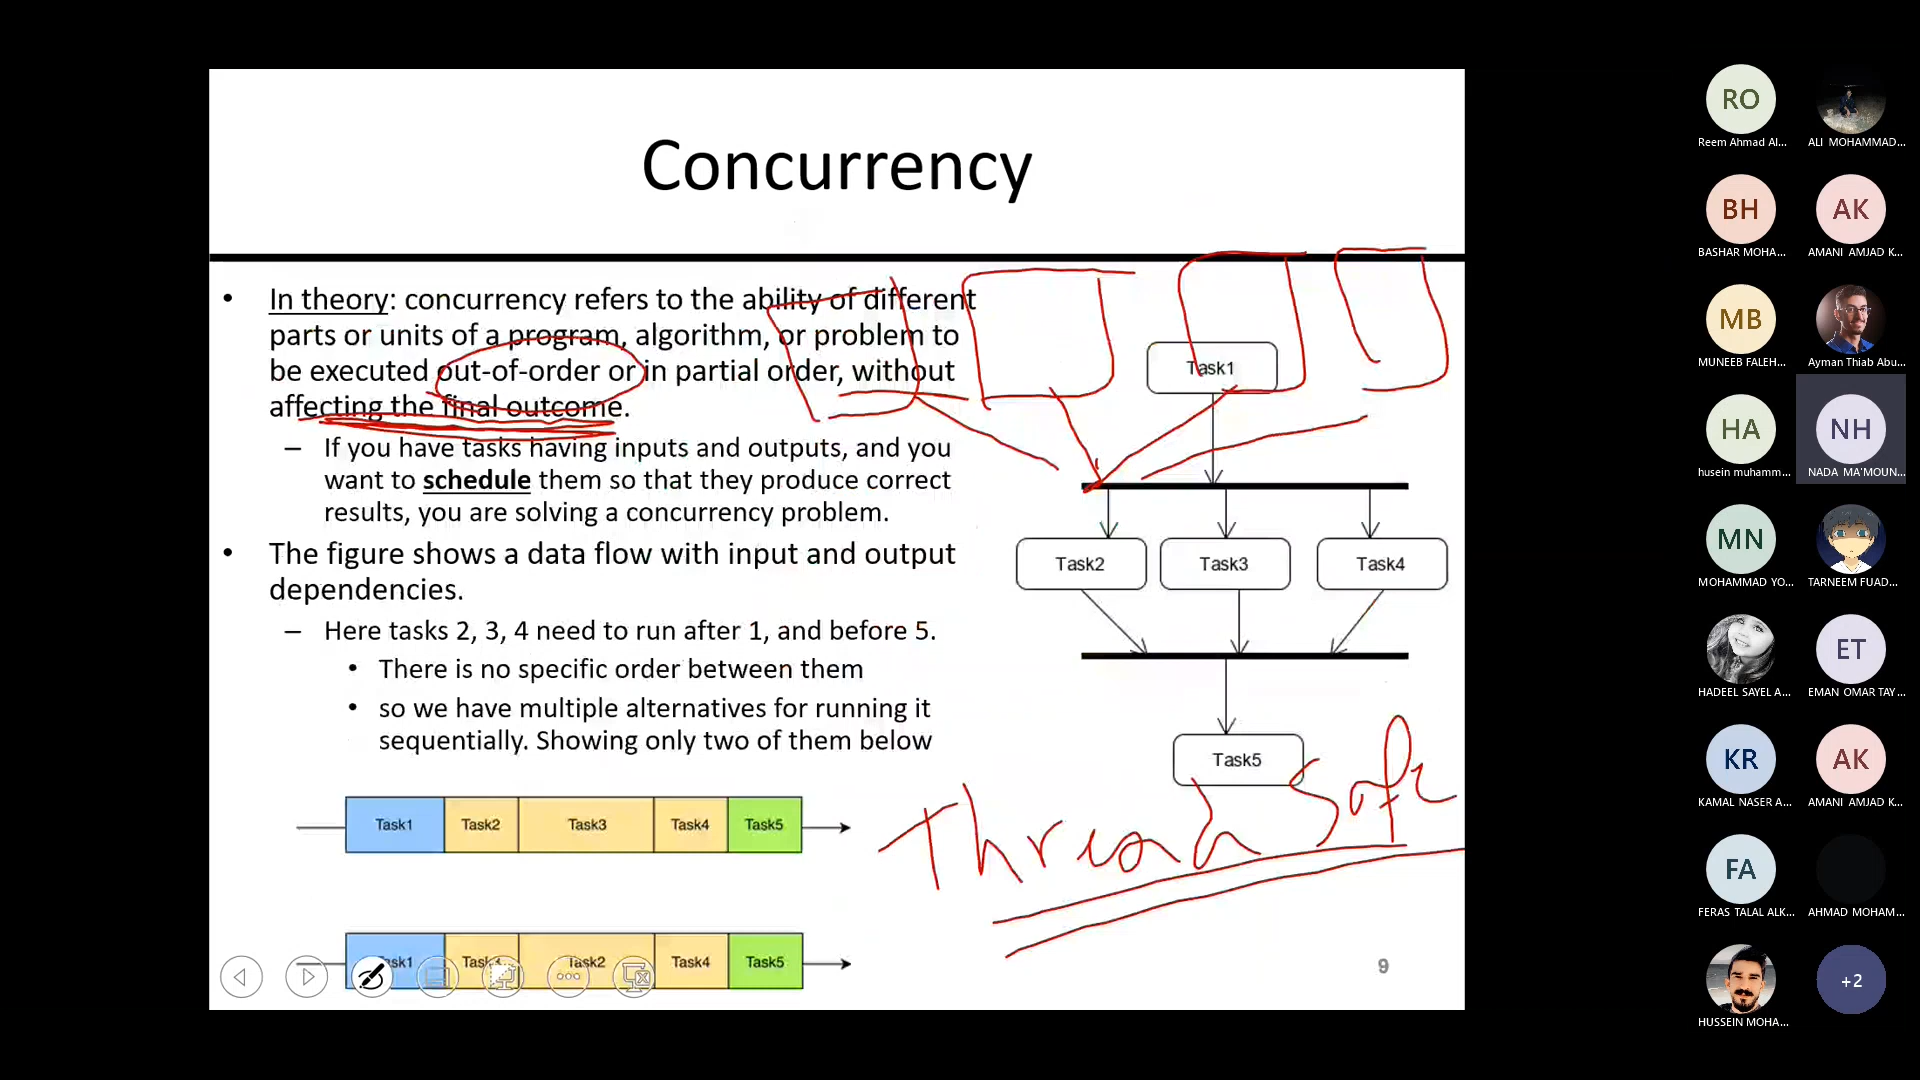 Concurrency
• In theory: concurrency refers to the ability of different
parts or units of a program, algorithm, or problem to
be executed out-of-order or in partial order, without
affecting the final outcome.
– If you have tasks having inputs and outputs, and you
want to schedule them so that they produce correct
results, you are solving a concurrency problem.
• The figure shows a data flow with input and output
dependencies.
– Here tasks 2, 3, 4 need to run after 1, and before 5.
• There is no specific order between them
• so we have multiple alternatives for running it
sequentially. Showing only two of them below
Task1
Task2 Task3 Task4
Task5
Thread Safe
Task1 Task2 Task3 Task4 Task5
Task2 Task4 Task5
9
RO
Reem Ahmad Al...
ALI MOHAMMAD...
BH
BASHAR MOHA...
AK
AMANI AMJAD K...
MB
MUNEEB FALEH...
Ayman Thiab Abu...
HA
husein muhamm...
NH
NADA MA'MOUN...
MN
MOHAMMAD YO...
TARNEEM FUAD...
HADEEL SAYEL A...
ET
EMAN OMAR TAY...
KR
KAMAL NASER A...
AK
AMANI AMJAD K...
FA
FERAS TALAL ALK...
AHMAD MOHAM...
HUSSEIN MOHA...
+2